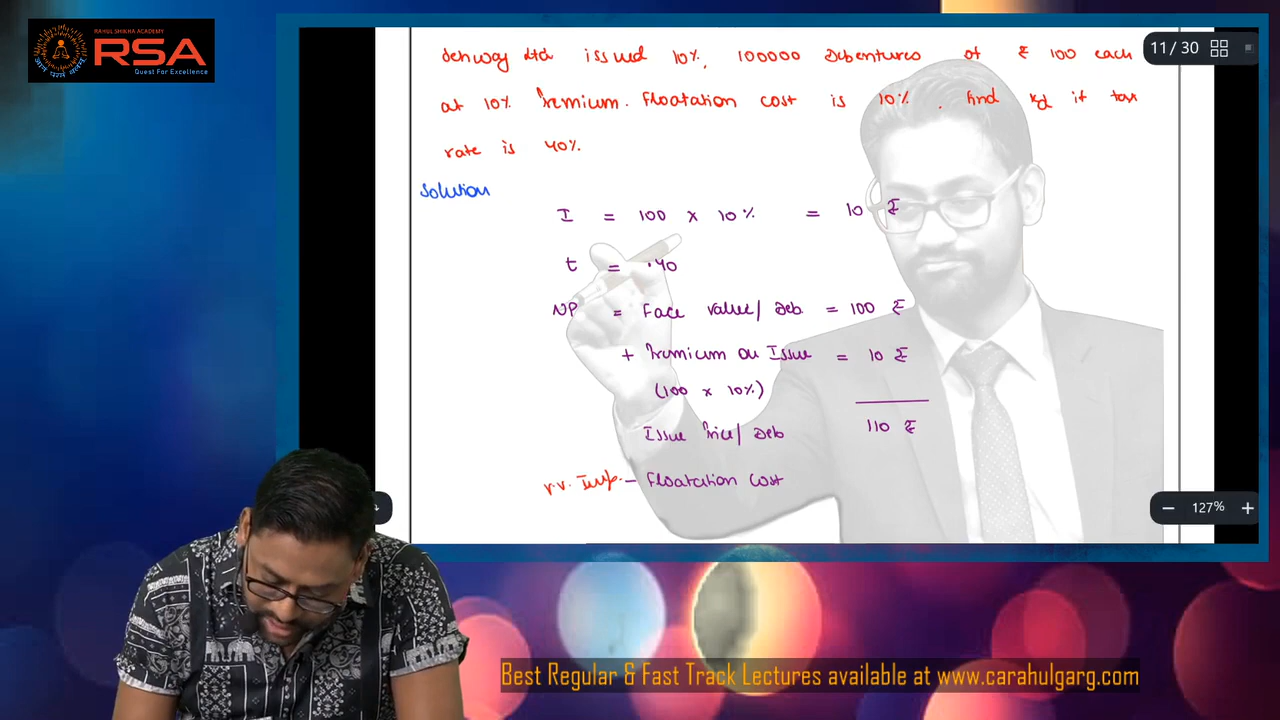 RAHUL SHIKHA ACADEMY
RSA
Quest For Excellence
11 / 30
issued 10%, 100000 Debentures of ₹ 100 each
at 10% Premium. Floatation cost is 10%. find kd if tax
rate is 40%.
Solution
I = 100 x 10% = 10 ₹
t = .40
NP = Face value/ Deb. = 100 ₹
+ Premium on Issue = 10 ₹
(100 x 10%)
Issue Price/ Deb 110 ₹
v.v. Imp. - Floatation cost
127%
Best Regular & Fast Track Lectures available at www.carahulgarg.com